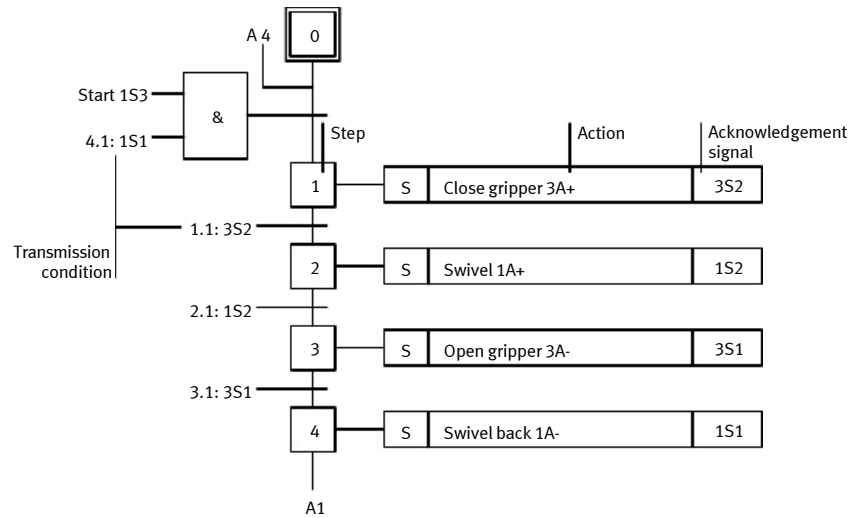 A 4
0
Start 1S3
&
4.1: 1S1
Step
Action
Acknowledgement
signal
1
S
Close gripper 3A+
3S2
1.1: 3S2
Transmission
condition
2
S
Swivel 1A+
1S2
2.1: 1S2
3
S
Open gripper 3A-
3S1
3.1: 3S1
4
S
Swivel back 1A-
1S1
A1